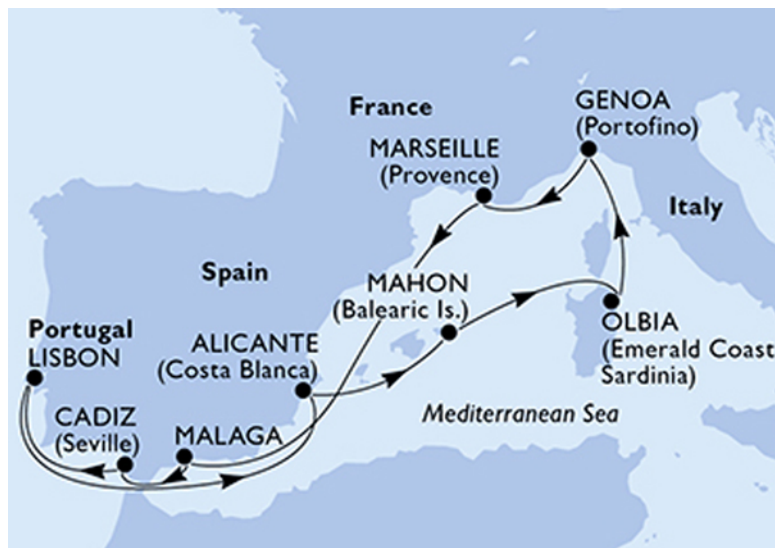 GENOA
(Portofino)
France
MARSEILLE
(Provence)
Italy
Spain
MAHON
(Balearic Is.)
OLBIA
(Emerald Coast
Sardinia)
Portugal
LISBON
ALICANTE
(Costa Blanca)
CADIZ
(Seville)
MALAGA
Mediterranean Sea